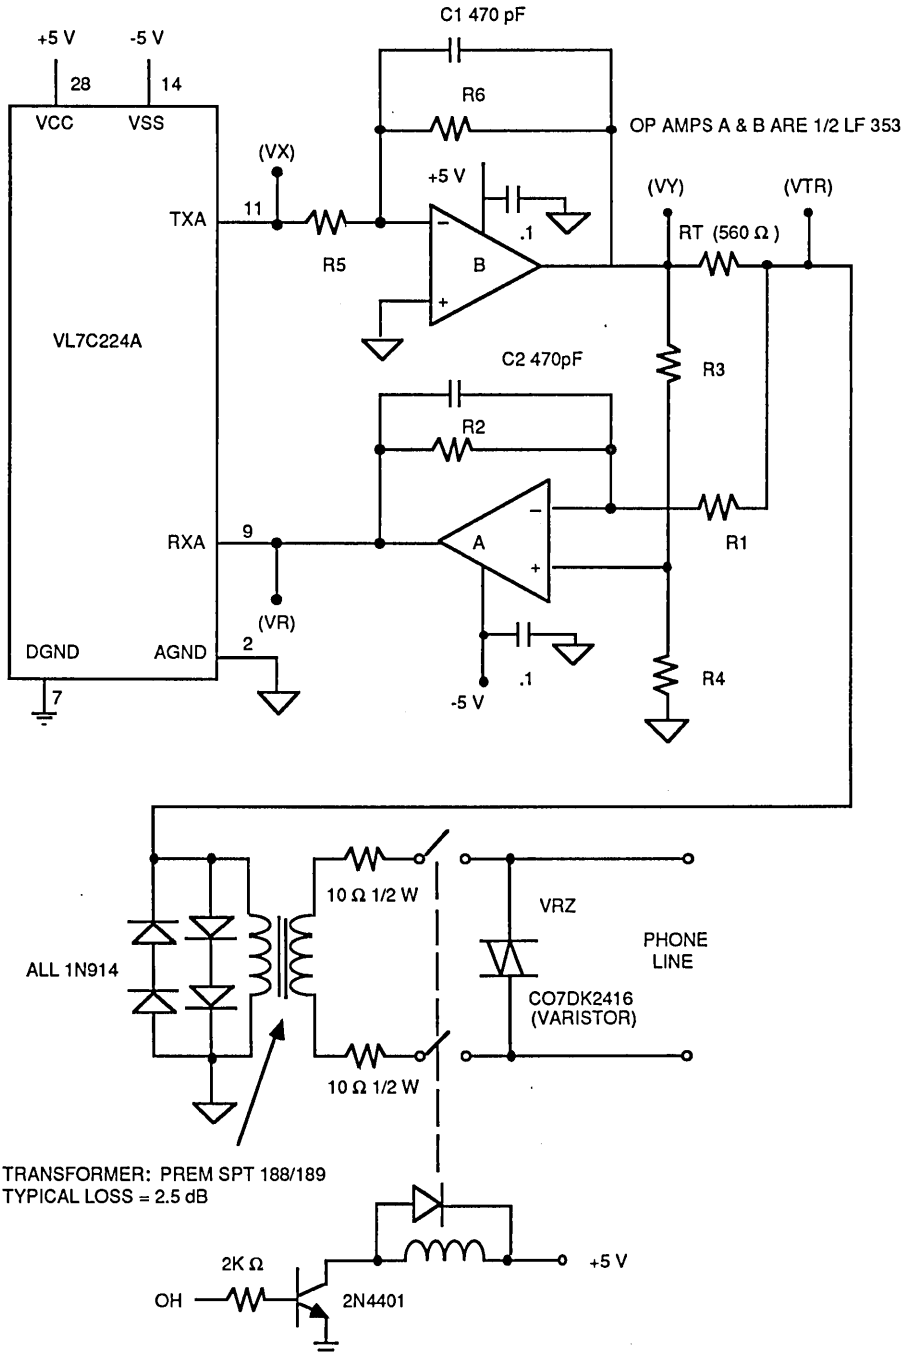 C1 470 pF
+5 V
-5 V
28
14
R6
VCC
VSS
OP AMPS A & B ARE 1/2 LF 353
(VX)
+5 V
(VY)
(VTR)
TXA
11
−
.1
RT (560 Ω)
R5
B
+
VL7C224A
C2 470pF
R3
R2
−
RXA
9
A
R1
+
(VR)
DGND
AGND
2
7
-5 V
.1
R4
10 Ω 1/2 W
VRZ
PHONE
LINE
ALL 1N914
CO7DK2416
(VARISTOR)
10 Ω 1/2 W
TRANSFORMER: PREM SPT 188/189
TYPICAL LOSS = 2.5 dB
2K Ω
+5 V
OH
2N4401